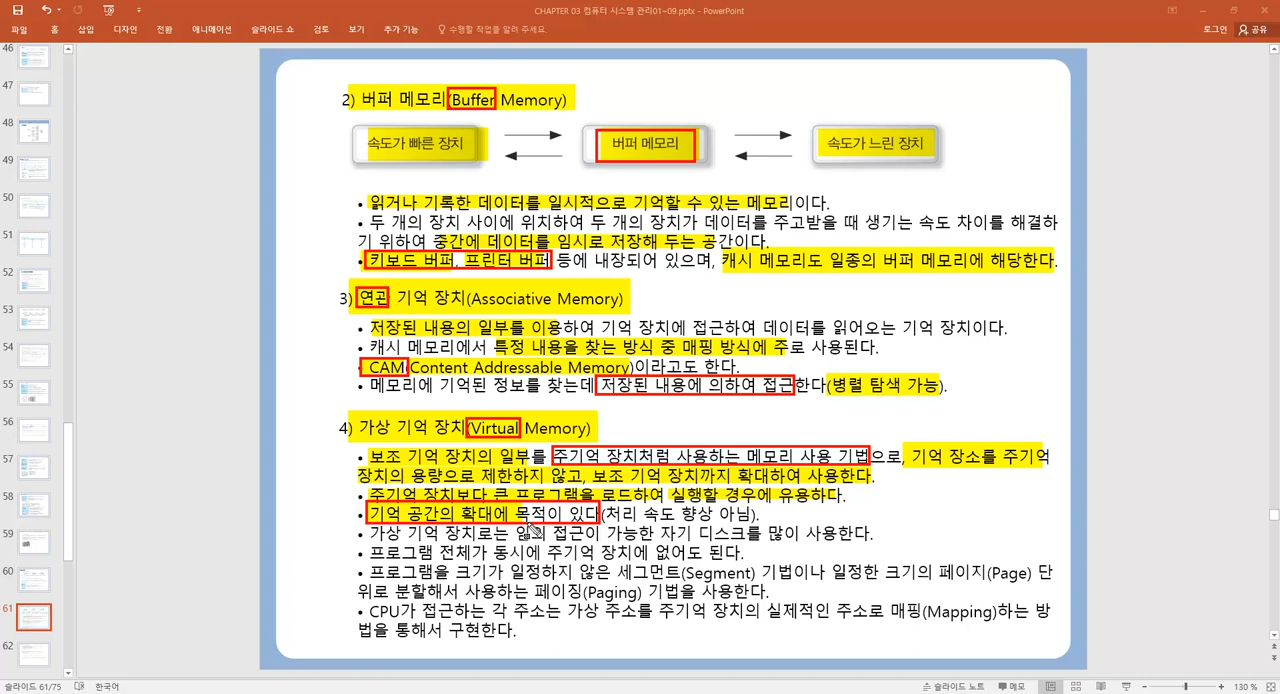 CHAPTER 03 컴퓨터 시스템 관리01~09.pptx - PowerPoint
파일 홈 삽입 디자인 전환 애니메이션 슬라이드 쇼 검토 보기 추가 기능 수행할 작업을 알려 주세요. 로그인 공유
46
47
48
49
50
51
52
53
54
55
56
57
58
59
60
61
62
2) 버퍼 메모리(Buffer Memory)
속도가 빠른 장치 버퍼 메모리 속도가 느린 장치
• 읽거나 기록한 데이터를 일시적으로 기억할 수 있는 메모리이다.
• 두 개의 장치 사이에 위치하여 두 개의 장치가 데이터를 주고받을 때 생기는 속도 차이를 해결하
기 위하여 중간에 데이터를 임시로 저장해 두는 공간이다.
• 키보드 버퍼, 프린터 버퍼 등에 내장되어 있으며, 캐시 메모리도 일종의 버퍼 메모리에 해당한다.
3) 연관 기억 장치(Associative Memory)
• 저장된 내용의 일부를 이용하여 기억 장치에 접근하여 데이터를 읽어오는 기억 장치이다.
• 캐시 메모리에서 특정 내용을 찾는 방식 중 매핑 방식에 주로 사용된다.
• CAM(Content Addressable Memory)이라고도 한다.
• 메모리에 기억된 정보를 찾는데 저장된 내용에 의하여 접근한다(병렬 탐색 가능).
4) 가상 기억 장치(Virtual Memory)
• 보조 기억 장치의 일부를 주기억 장치처럼 사용하는 메모리 사용 기법으로, 기억 장소를 주기억
장치의 용량으로 제한하지 않고, 보조 기억 장치까지 확대하여 사용한다.
• 주기억 장치보다 큰 프로그램을 로드하여 실행할 경우에 유용하다.
• 기억 공간의 확대에 목적이 있다(처리 속도 향상 아님).
• 가상 기억 장치로는 임의 접근이 가능한 자기 디스크를 많이 사용한다.
• 프로그램 전체가 동시에 주기억 장치에 없어도 된다.
• 프로그램을 크기가 일정하지 않은 세그먼트(Segment) 기법이나 일정한 크기의 페이지(Page) 단
위로 분할해서 사용하는 페이징(Paging) 기법을 사용한다.
• CPU가 접근하는 각 주소는 가상 주소를 주기억 장치의 실제적인 주소로 매핑(Mapping)하는 방
법을 통해서 구현한다.
슬라이드 61/75 한국어 슬라이드 노트 메모 130 %